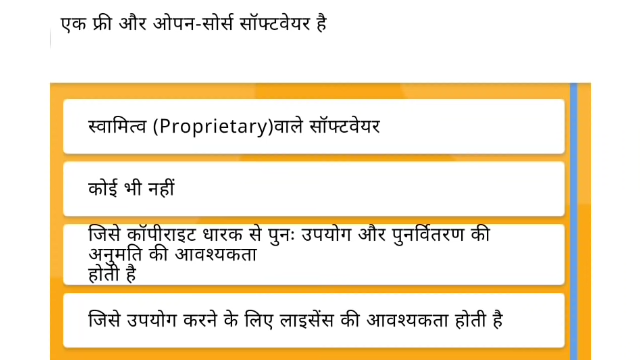 एक फ्री और ओपन-सोर्स सॉफ्टवेयर है
स्वामित्व (Proprietary)वाले सॉफ्टवेयर
कोई भी नहीं
जिसे कॉपीराइट धारक से पुनः उपयोग और पुनर्वितरण की
अनुमति की आवश्यकता
होती है
जिसे उपयोग करने के लिए लाइसेंस की आवश्यकता होती है